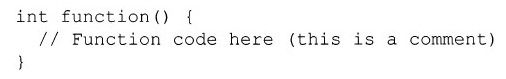 int function() {
  // Function code here (this is a comment)
}